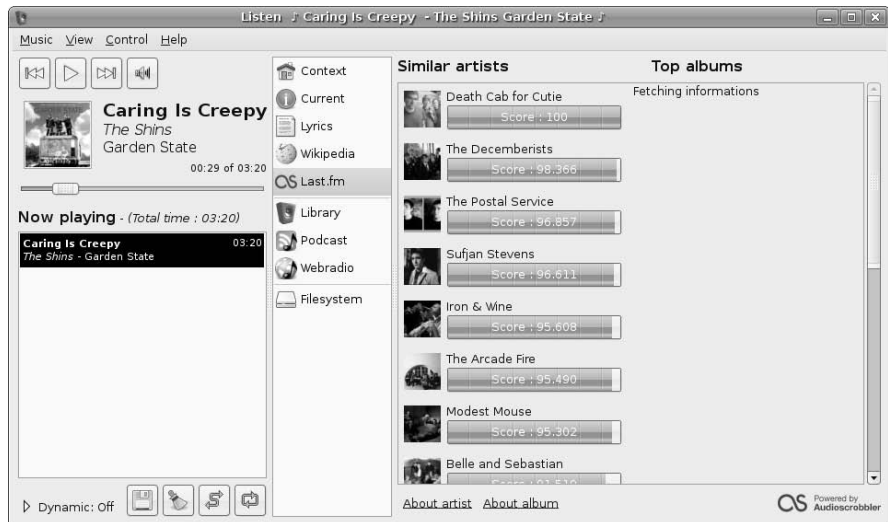 Listen ♪ Caring Is Creepy - The Shins Garden State ♪
Music View Control Help
Caring Is Creepy
The Shins
Garden State
00:29 of 03:20
Now playing - (Total time : 03:20)
Caring Is Creepy 03:20
The Shins - Garden State
Dynamic: Off
Context
Current
Lyrics
Wikipedia
Last.fm
Library
Podcast
Webradio
Filesystem
Similar artists
Death Cab for Cutie
Score : 100
The Decemberists
Score : 98.366
The Postal Service
Score : 96.857
Sufjan Stevens
Score : 96.611
Iron & Wine
Score : 95.608
The Arcade Fire
Score : 95.490
Modest Mouse
Score : 95.302
Belle and Sebastian
Top albums
Fetching informations
About artist About album
Powered by
Audioscrobbler